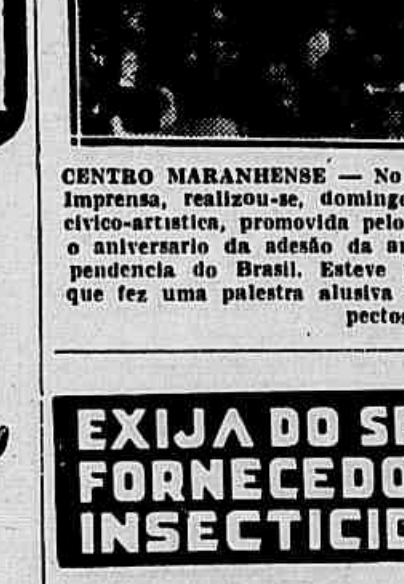 CENTRO MARANHENSE — No
Imprensa, realizou-se, doming
civico-artistica, promovida pelo
o aniversario da adesão da a
pendencia do Brasil. Esteve
que fez uma palestra alusiva
pectos
EXIJA DO S
FORNECEDO
INSECTICI